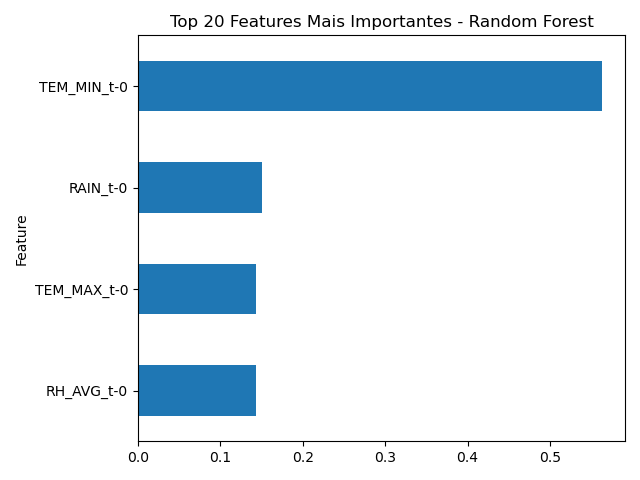 Top 20 Features Mais Importantes - Random Forest
Feature
TEM_MIN_t-0
RAIN_t-0
TEM_MAX_t-0
RH_AVG_t-0
0.0 0.1 0.2 0.3 0.4 0.5